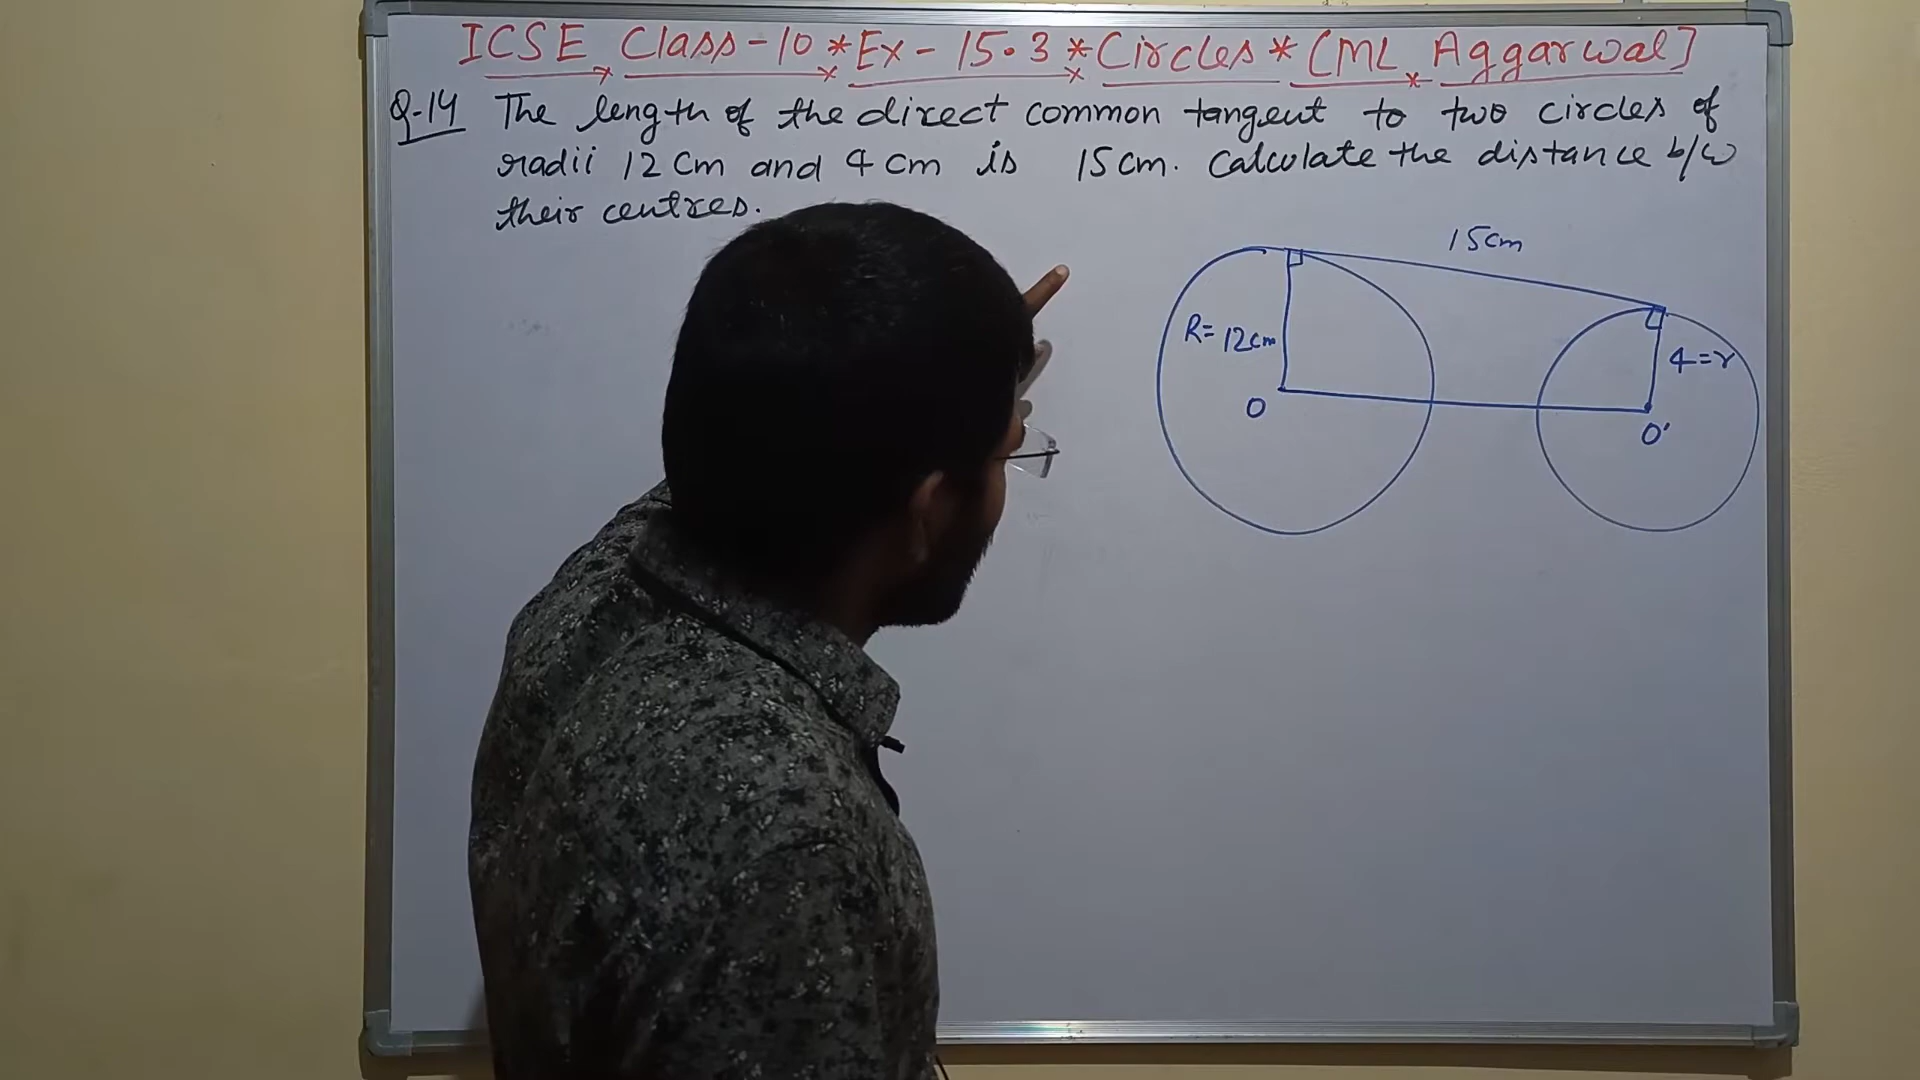 ICSE Class-10 * Ex-15.3 * Circles * [ML Aggarwal]
Q-14 The length of the direct common tangent to two circles of
radii 12 cm and 4 cm is 15 cm. Calculate the distance b/w
their centres.
15cm
R= 12cm
4=r
O
O'